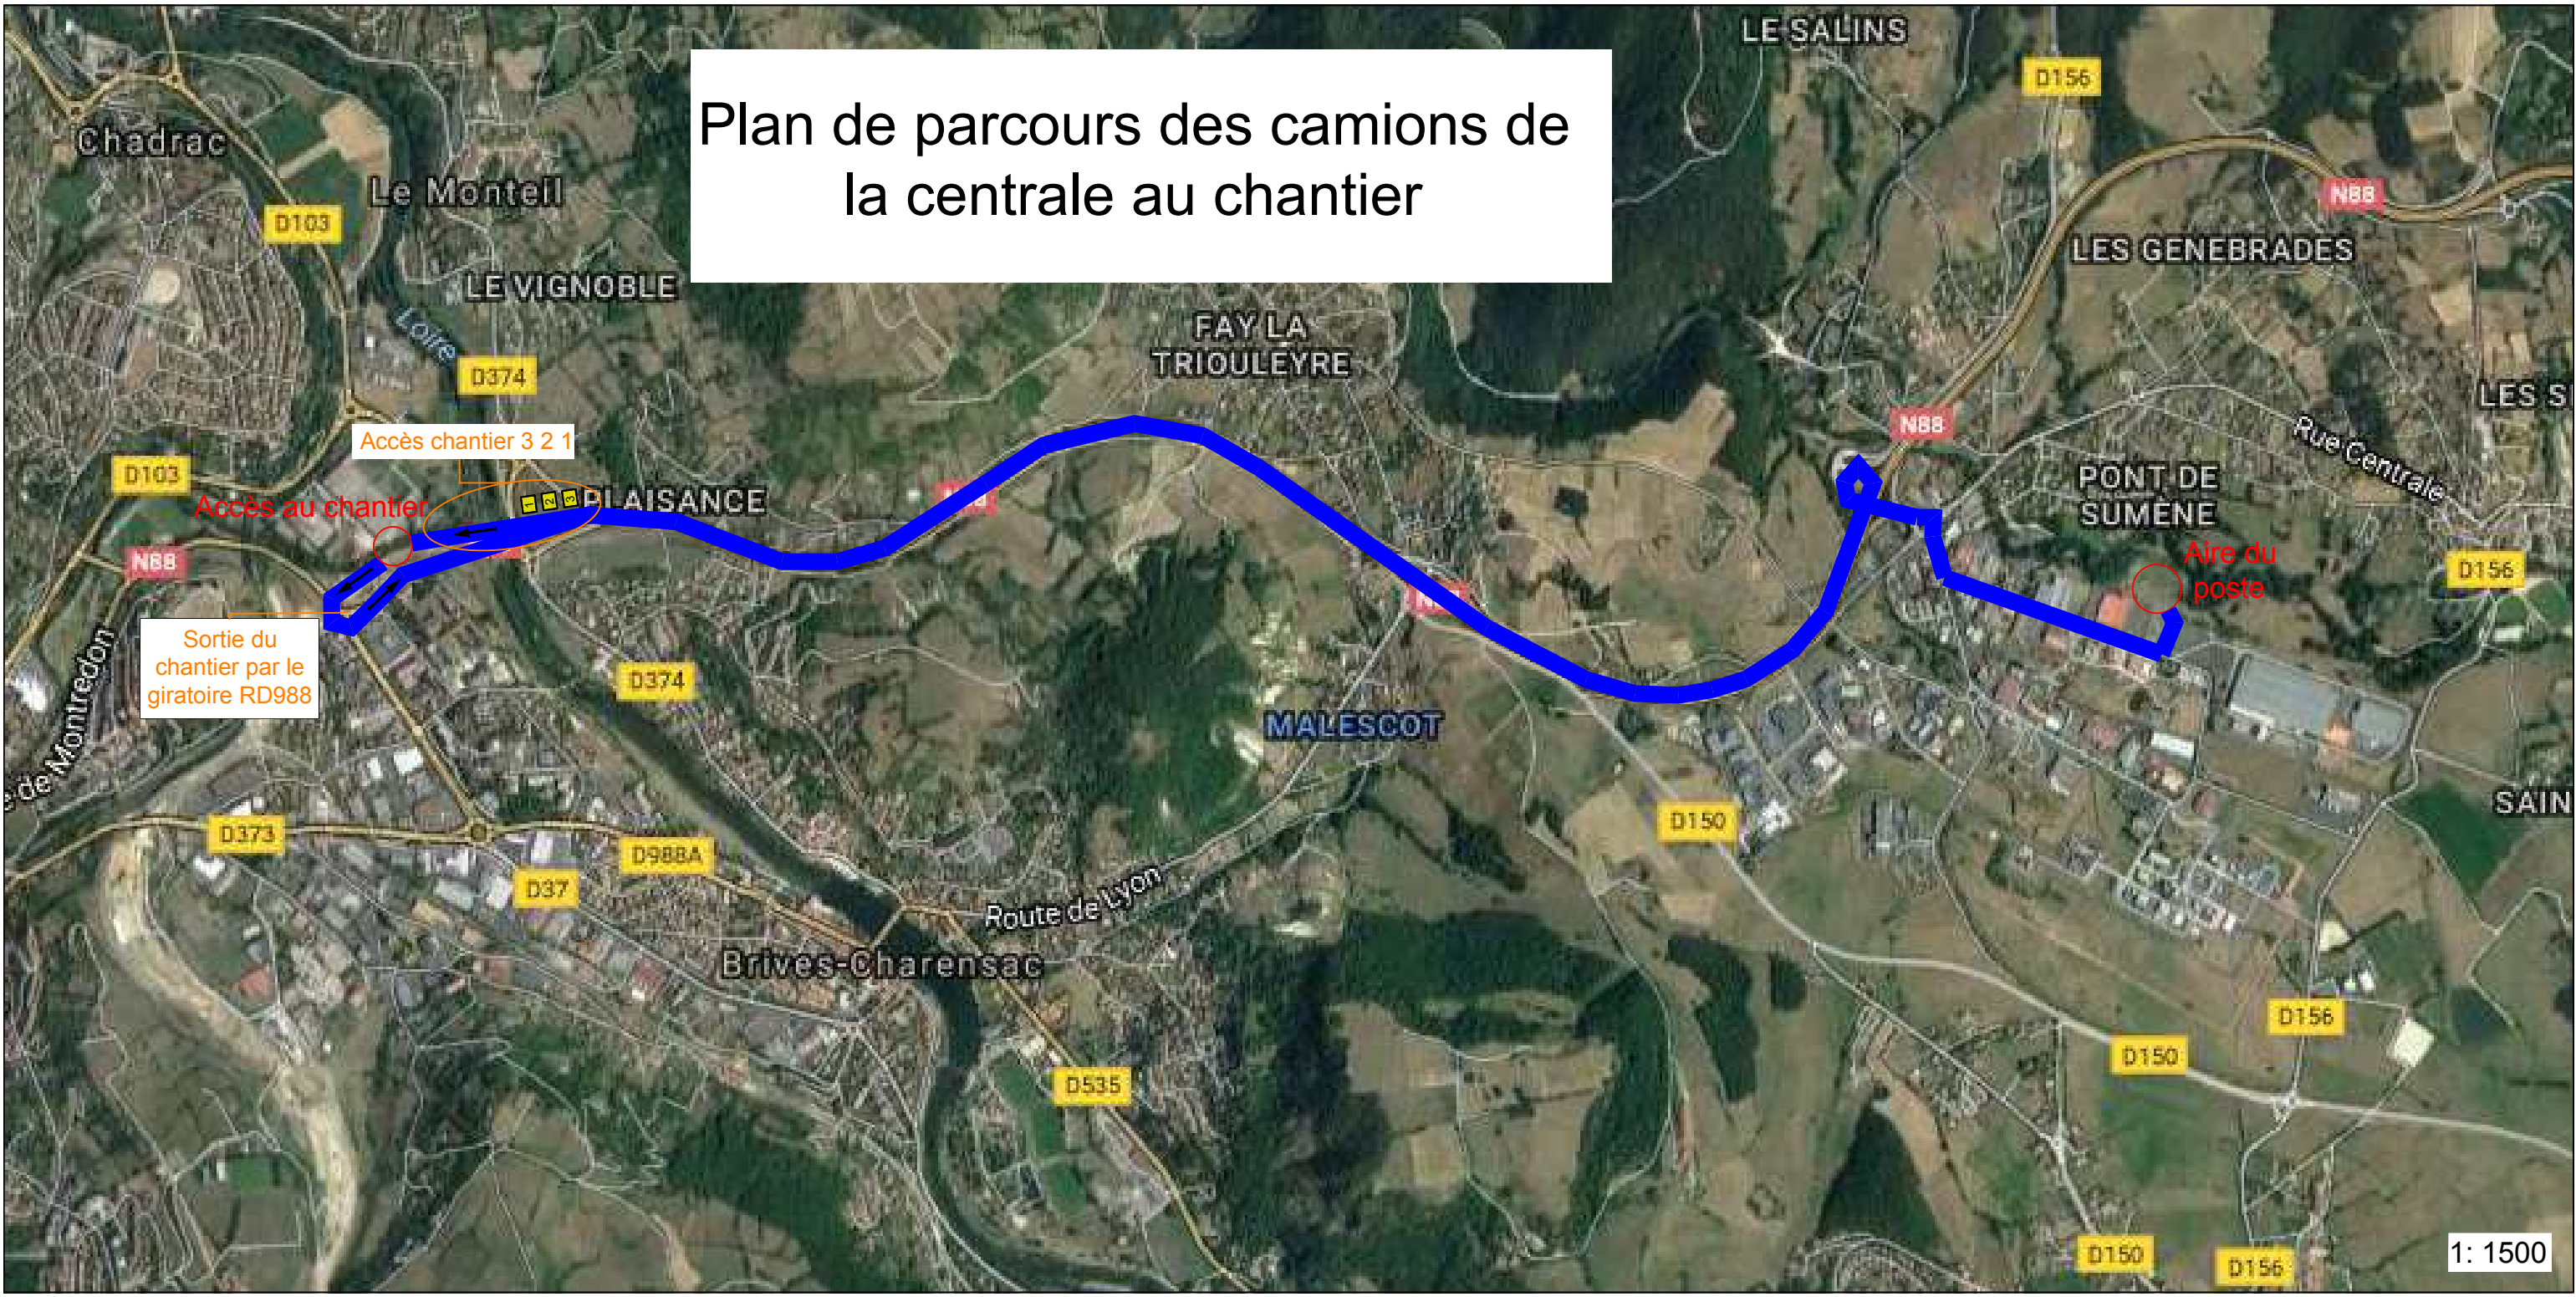 Plan de parcours des camions de
la centrale au chantier
LE SALINS
D156
Chadrac
Le Monteil
N88
D103
LES GENEBRADES
LE VIGNOBLE
Loire
FAY LA
TRIOULEYRE
D374
LES S
N88
Accès chantier 3 2 1
Rue Centrale
D103
PONT DE
SUMÈNE
Accès au chantier
1
2
3
PLAISANCE
N88
Aire du
poste
D156
Sortie du
chantier par le
giratoire RD988
D374
e de Montredon
MALESCOT
SAIN
D150
D373
D988A
D37
Route de Lyon
Brives-Charensac
D156
D150
D535
D150
D156
1: 1500